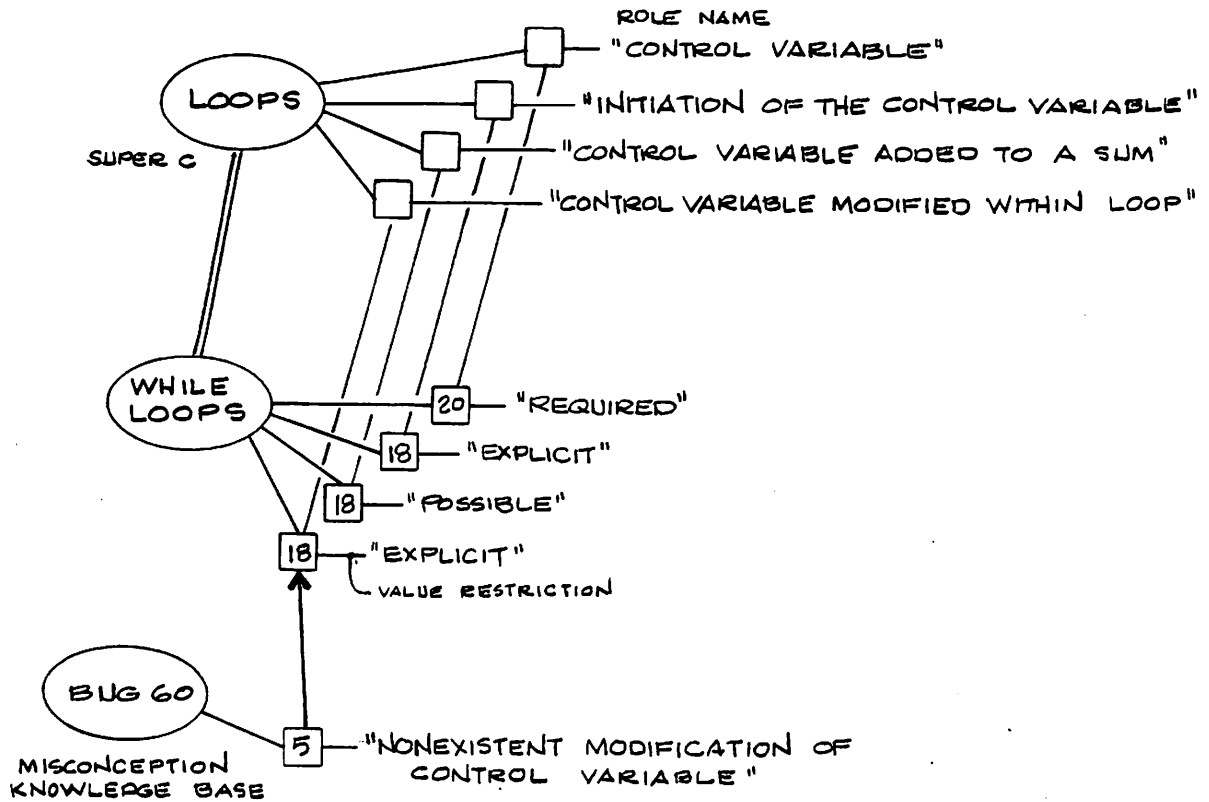 ROLE NAME
"CONTROL VARIABLE"
LOOPS
"INITIATION OF THE CONTROL VARIABLE"
SUPER C
"CONTROL VARIABLE ADDED TO A SUM"
"CONTROL VARIABLE MODIFIED WITHIN LOOP"
WHILE
LOOPS
20
"REQUIRED"
18
"EXPLICIT"
18
"POSSIBLE"
18
"EXPLICIT"
VALUE RESTRICTION
BUG 60
5
"NONEXISTENT MODIFICATION OF
CONTROL VARIABLE"
MISCONCEPTION
KNOWLEDGE BASE